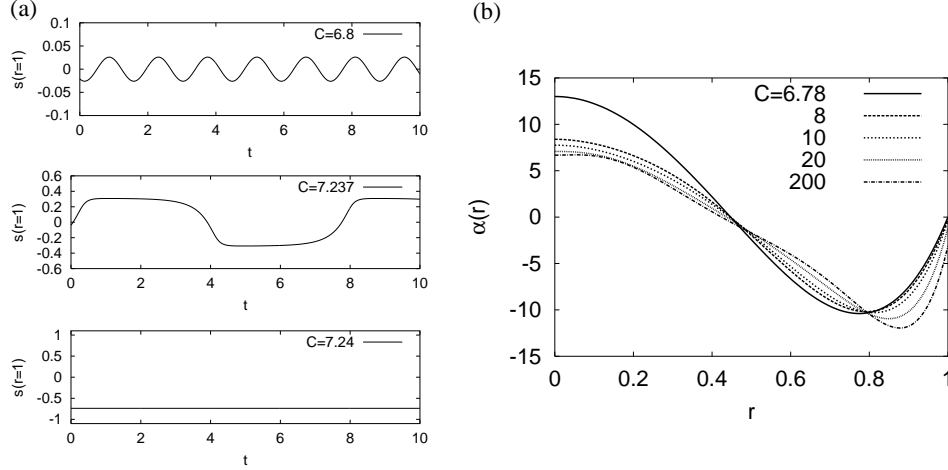 (a)
0.1
0.05
0
-0.05
-0.1
s(r=1)
C=6.8
0 2 4 6 8 10
t
0.6
0.4
0.2
0
-0.2
-0.4
-0.6
s(r=1)
C=7.237
0 2 4 6 8 10
t
1
0.5
0
-0.5
-1
s(r=1)
C=7.24
0 2 4 6 8 10
t
(b)
15
10
5
0
-5
-10
-15
α(r)
C=6.78
8
10
20
200
0 0.2 0.4 0.6 0.8 1
r